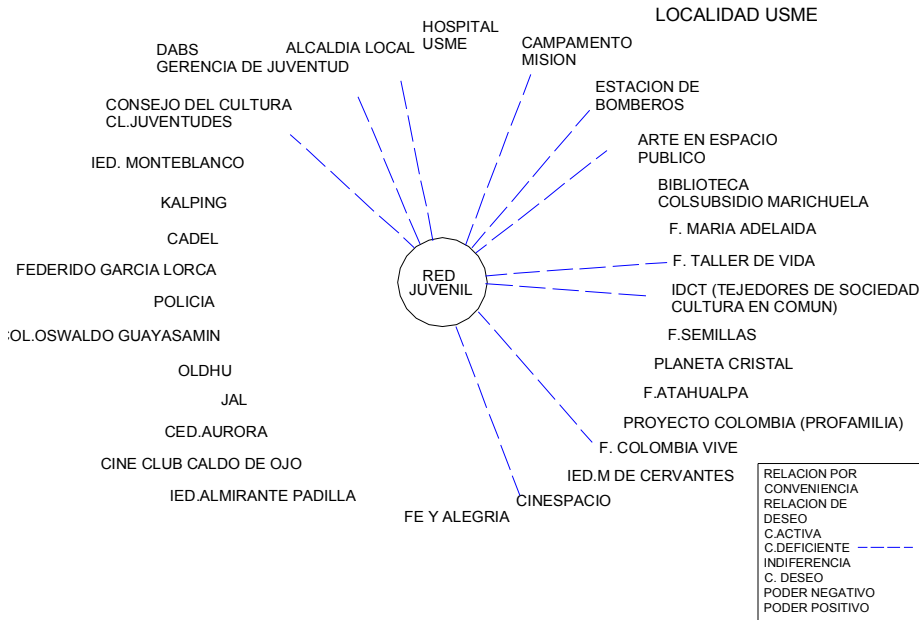 LOCALIDAD USME
HOSPITAL
USME
DABS
GERENCIA DE JUVENTUD
ALCALDIA LOCAL
CAMPAMENTO
MISION
CONSEJO DEL CULTURA
CL.JUVENTUDES
ESTACION DE
BOMBEROS
ARTE EN ESPACIO
PUBLICO
IED. MONTEBLANCO
BIBLIOTECA
COLSUBSIDIO MARICHUELA
KALPING
F. MARIA ADELAIDA
CADEL
F. TALLER DE VIDA
FEDERIDO GARCIA LORCA
RED
JUVENIL
IDCT (TEJEDORES DE SOCIEDAD
CULTURA EN COMUN)
POLICIA
OL.OSWALDO GUAYASAMIN
F.SEMILLAS
PLANETA CRISTAL
OLDHU
JAL
F.ATAHUALPA
PROYECTO COLOMBIA (PROFAMILIA)
CED.AURORA
F. COLOMBIA VIVE
CINE CLUB CALDO DE OJO
IED.M DE CERVANTES
IED.ALMIRANTE PADILLA
CINESPACIO
FE Y ALEGRIA
RELACION POR
CONVENIENCIA
RELACION DE
DESEO
C.ACTIVA
C.DEFICIENTE
INDIFERENCIA
C. DESEO
PODER NEGATIVO
PODER POSITIVO